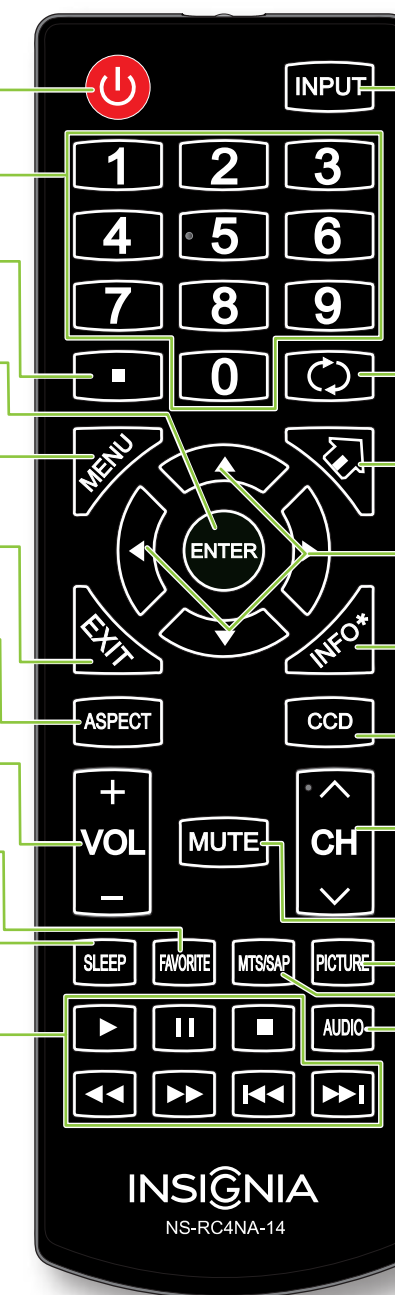 INPUT
1 2 3
4 5 6
7 8 9
0
MENU
ENTER
EXIT
INFO*
ASPECT
CCD
VOL
MUTE
CH
SLEEP
FAVORITE
MTS/SAP
PICTURE
AUDIO
INSIGNIA
NS-RC4NA-14